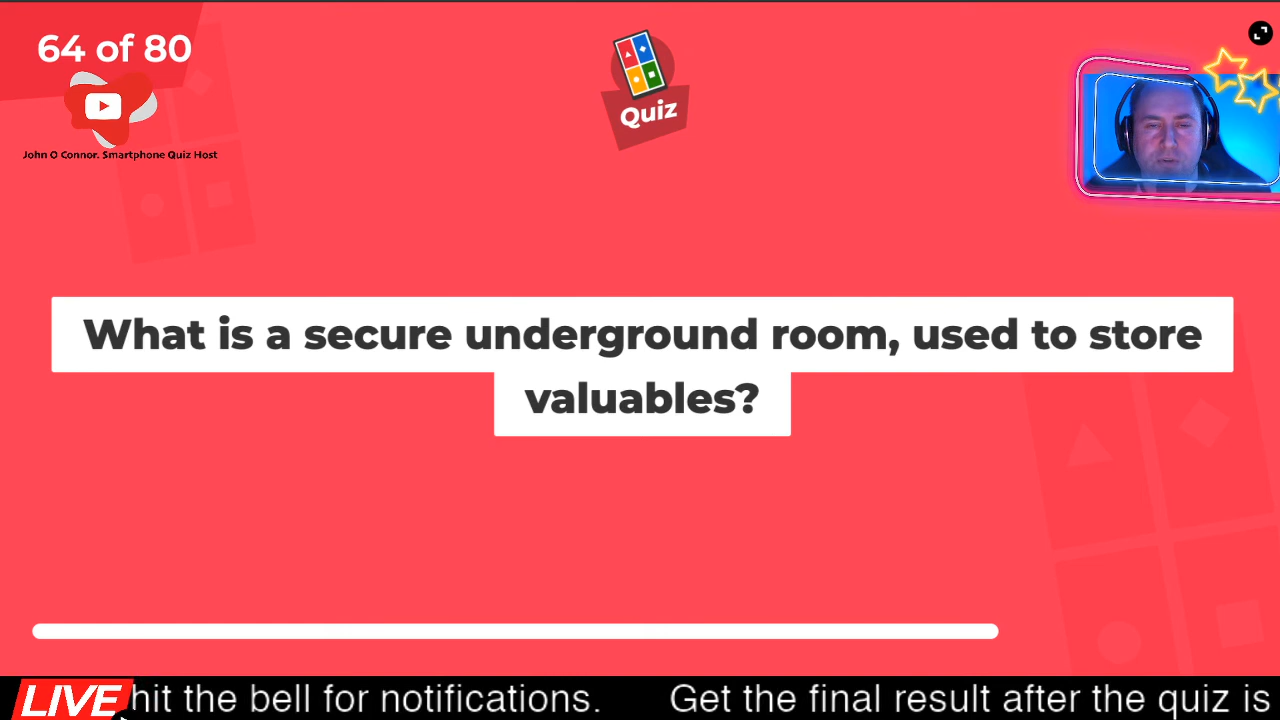 64 of 80
John O Connor. Smartphone Quiz Host
Quiz
What is a secure underground room, used to store
valuables?
LIVE hit the bell for notifications. Get the final result after the quiz is